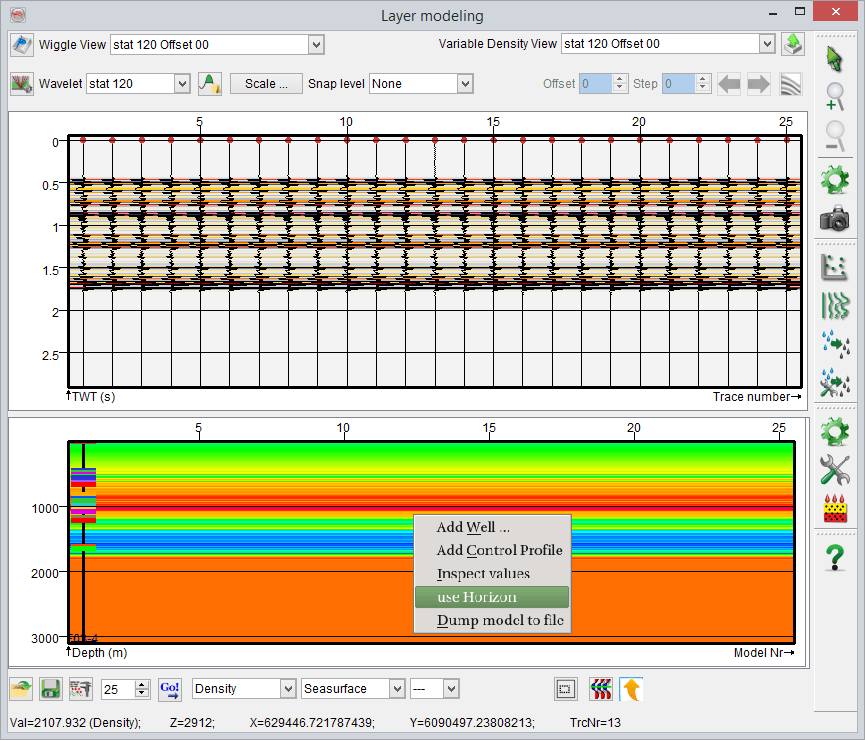 Layer modeling
Wiggle View stat 120 Offset 00 Variable Density View stat 120 Offset 00
Wavelet stat 120 Scale ... Snap level None Offset 0 Step 0
5 10 15 20 25
0
0.5
1
1.5
2
2.5
TWT (s) Trace number
5 10 15 20 25
1000
2000
3000
Add Well ...
Add Control Profile
Inspect values
use Horizon
Dump model to file
Depth (m) Model Nr
25 Go! Density Seasurface ---
Val=2107.932 (Density); Z=2912; X=629446.721787439; Y=6090497.23808213; TrcNr=13